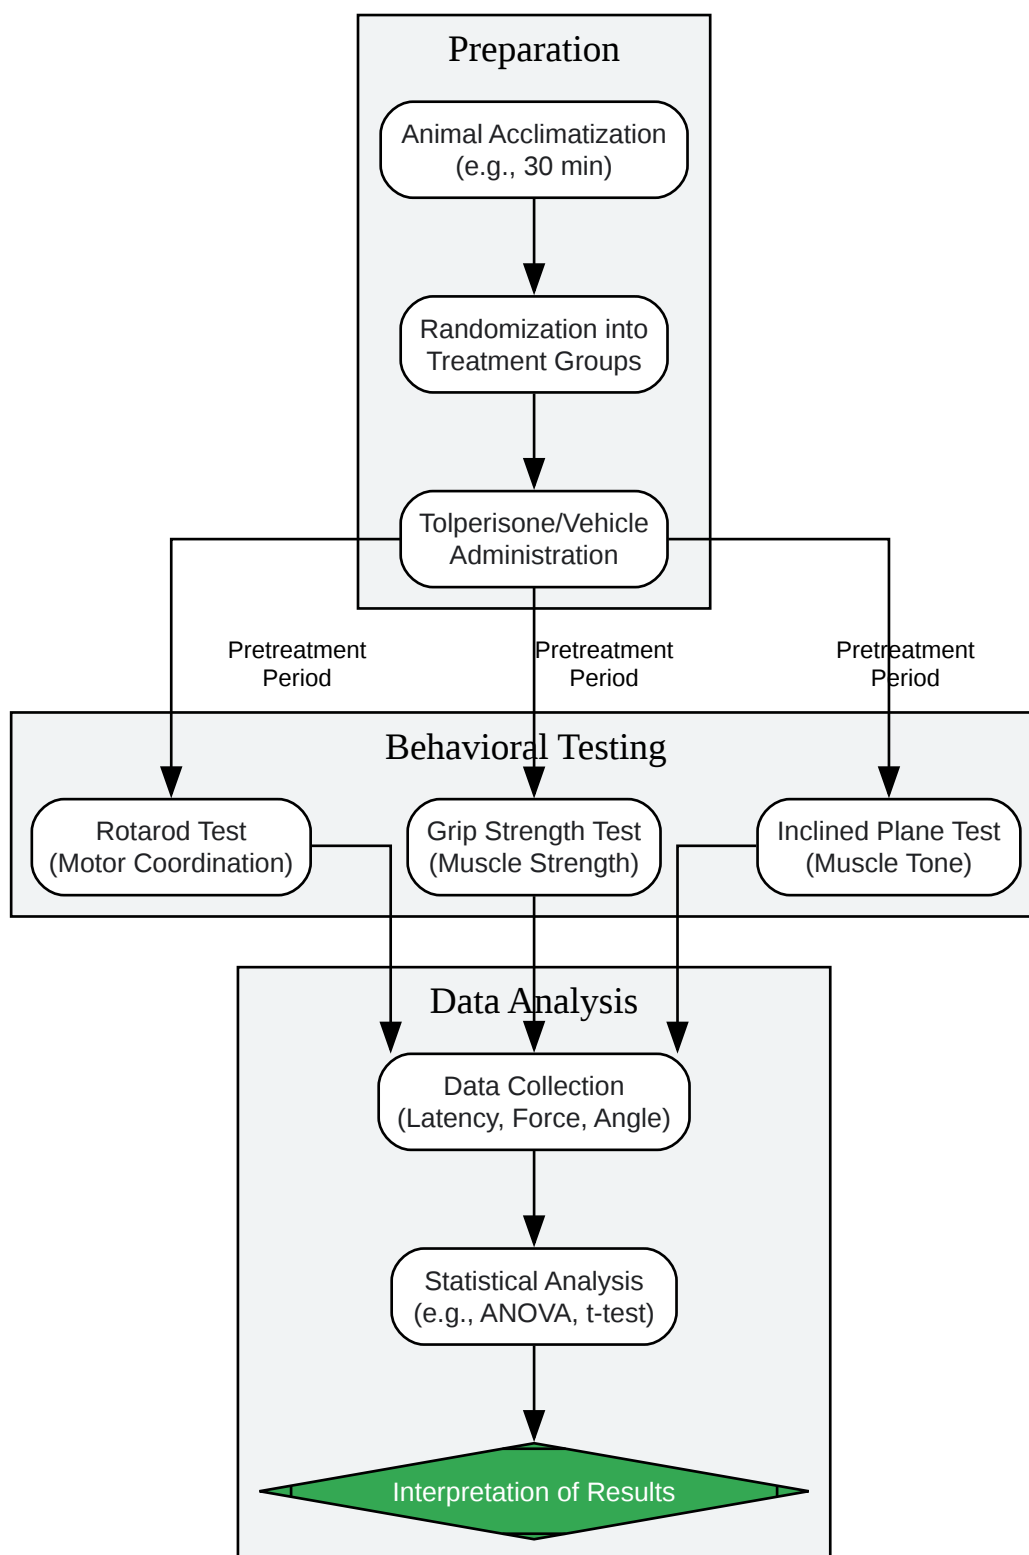 Preparation
Animal Acclimatization
(e.g., 30 min)
Randomization into
Treatment Groups
Tolperisone/Vehicle
Administration
Pretreatment
Period
Pretreatment
Period
Pretreatment
Period
Behavioral Testing
Rotarod Test
(Motor Coordination)
Grip Strength Test
(Muscle Strength)
Inclined Plane Test
(Muscle Tone)
Data Analysis
Data Collection
(Latency, Force, Angle)
Statistical Analysis
(e.g., ANOVA, t-test)
Interpretation of Results